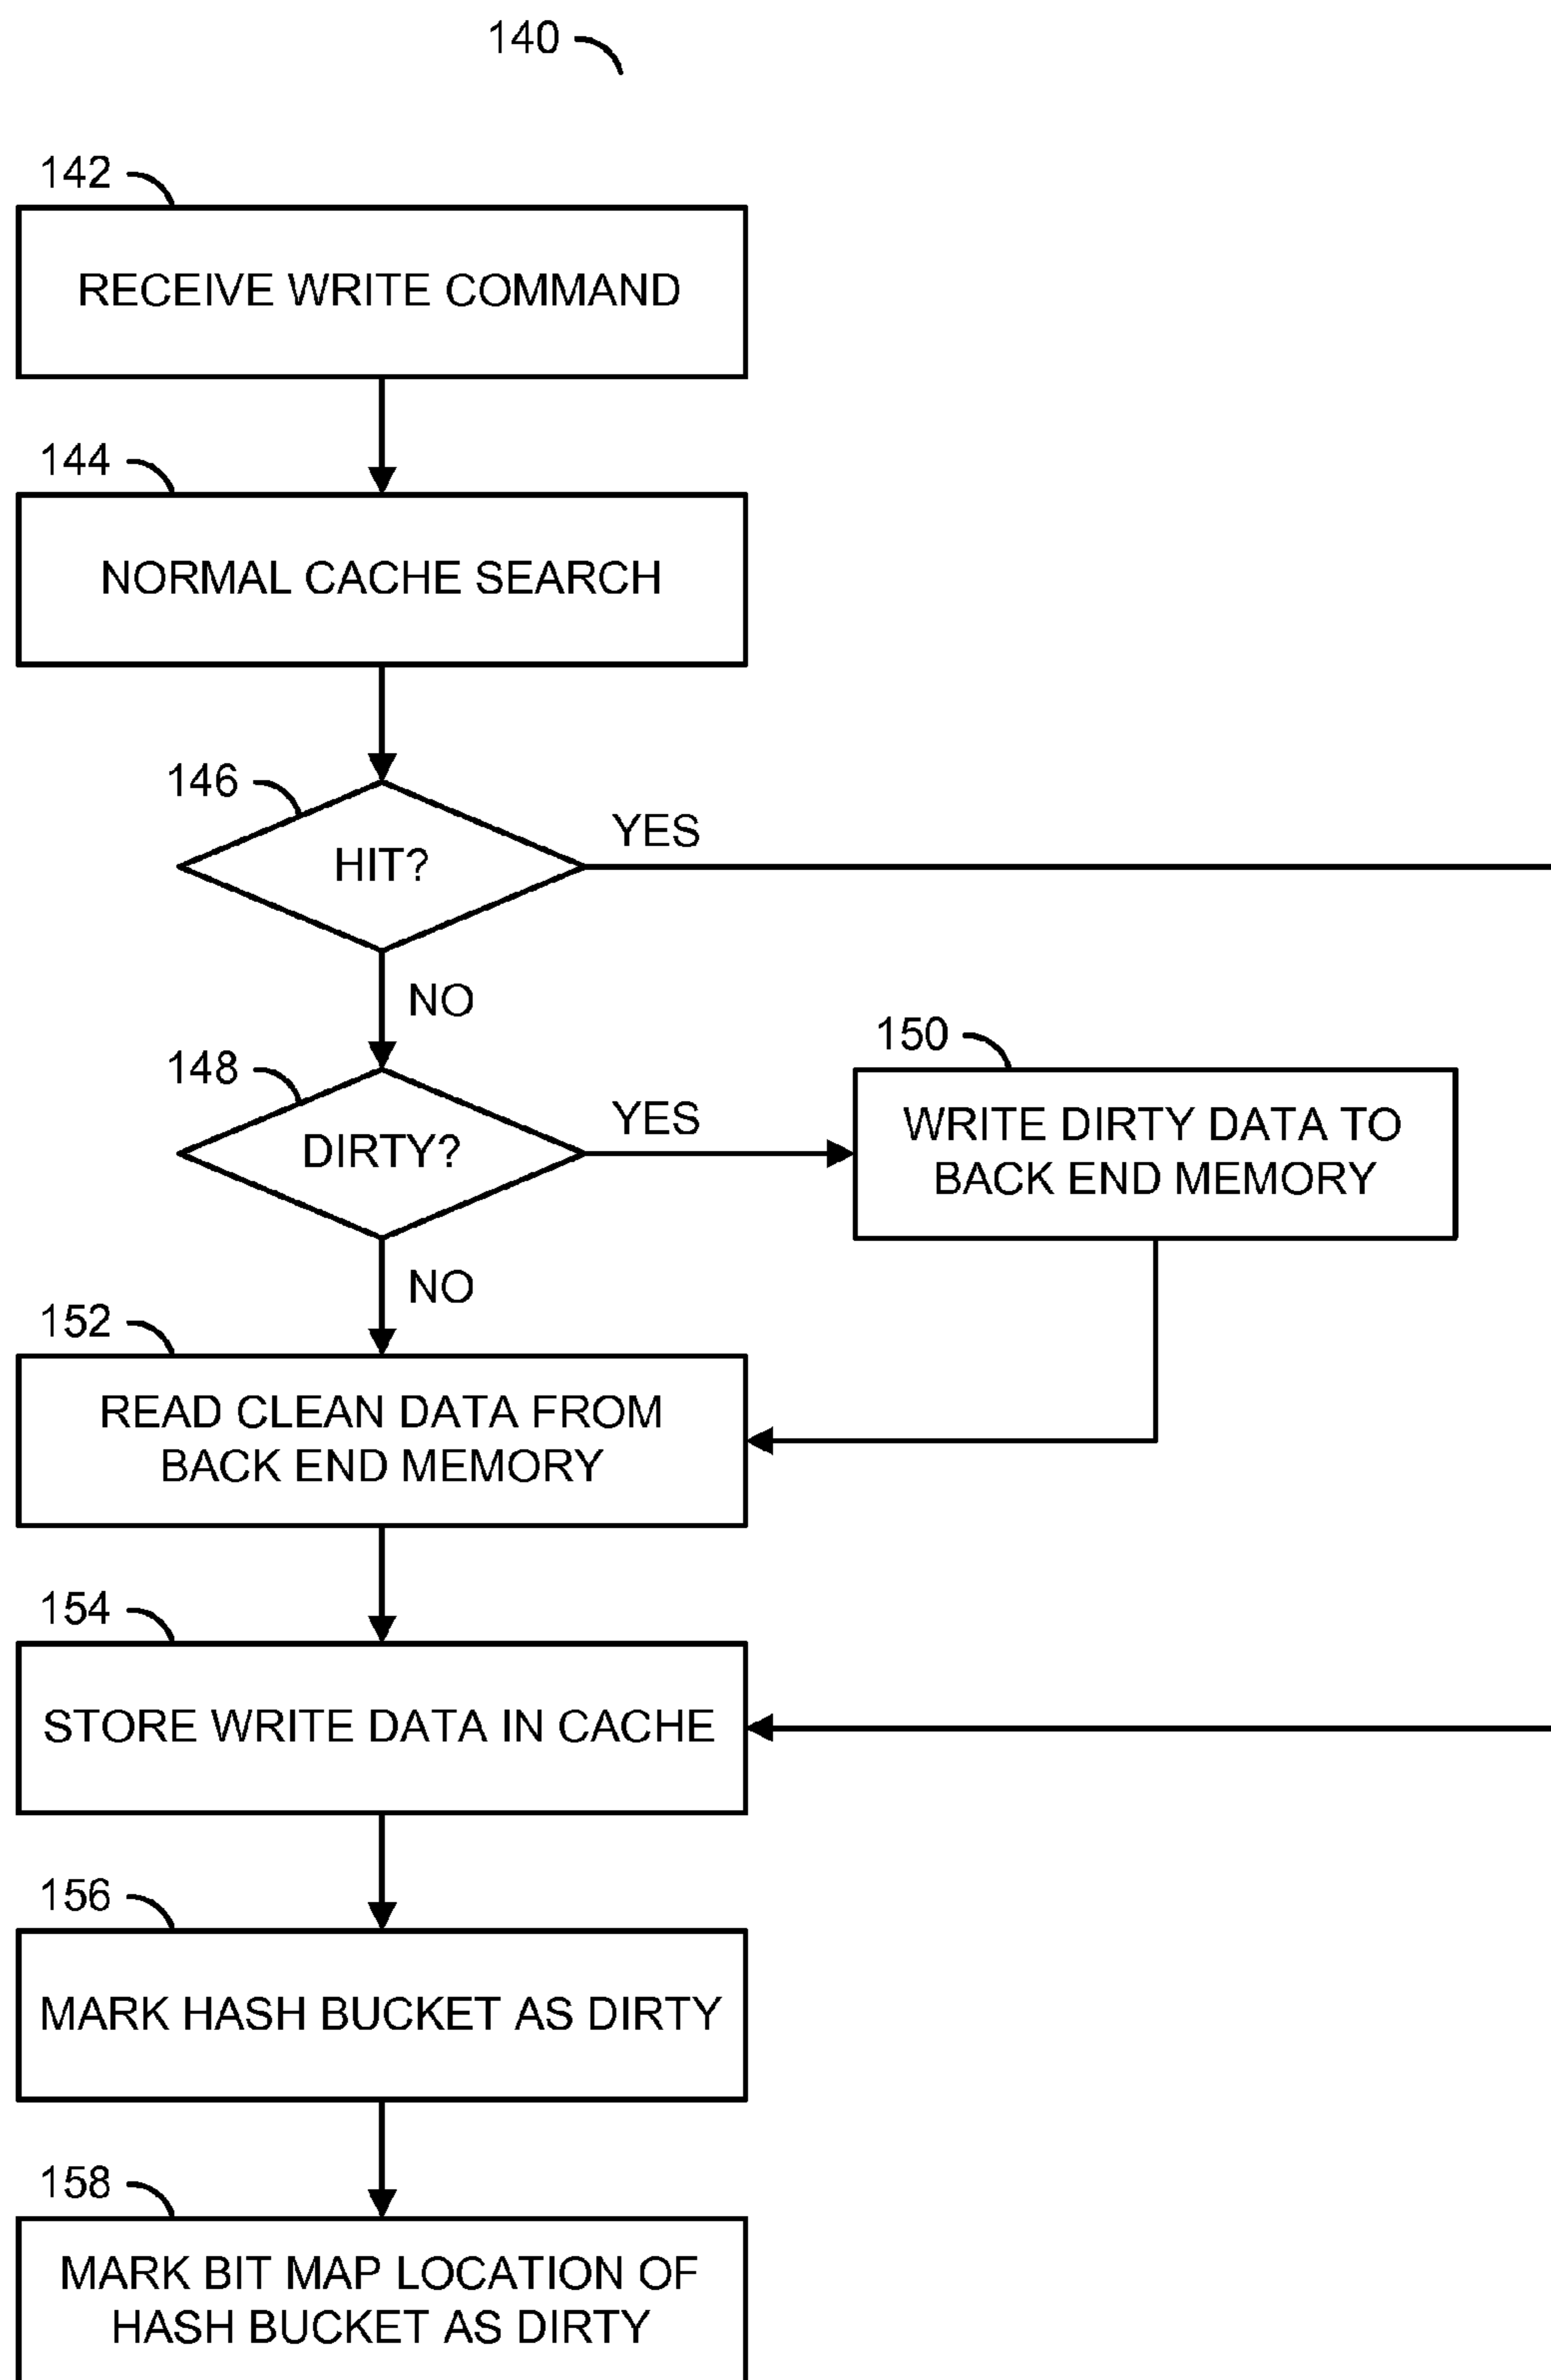 140
142
RECEIVE WRITE COMMAND
144
NORMAL CACHE SEARCH
146
HIT?
YES
NO
148
DIRTY?
YES
150
WRITE DIRTY DATA TO
BACK END MEMORY
NO
152
READ CLEAN DATA FROM
BACK END MEMORY
154
STORE WRITE DATA IN CACHE
156
MARK HASH BUCKET AS DIRTY
158
MARK BIT MAP LOCATION OF
HASH BUCKET AS DIRTY